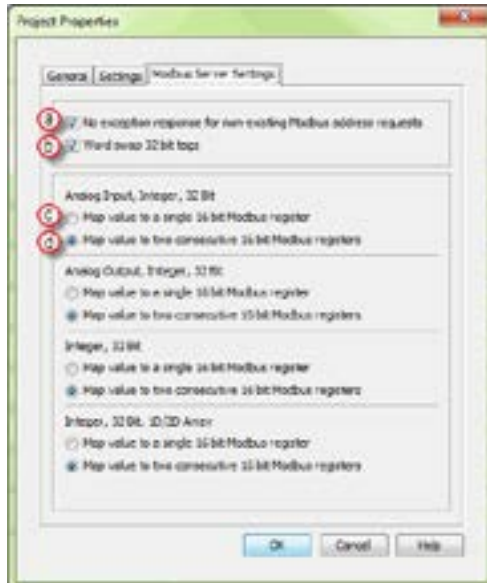 Project Properties
General Settings Modbus Server Settings
a No exception response for non-existing Modbus address requests
b Word swap 32 bit tags
Analog Input, Integer, 32 Bit
c Map value to a single 16 bit Modbus register
d Map value to two consecutive 16 bit Modbus registers
Analog Output, Integer, 32 Bit
Map value to a single 16 bit Modbus register
Map value to two consecutive 16 bit Modbus registers
Integer, 32 Bit
Map value to a single 16 bit Modbus register
Map value to two consecutive 16 bit Modbus registers
Integer, 32 Bit, 1D/2D Array
Map value to a single 16 bit Modbus register
Map value to two consecutive 16 bit Modbus registers
OK Cancel Help